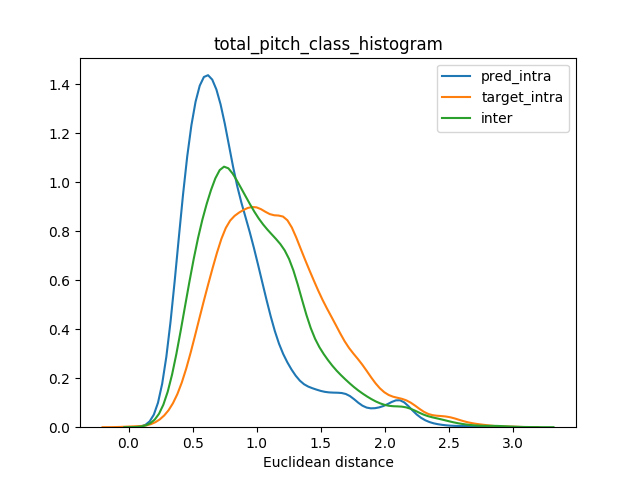 total_pitch_class_histogram
pred_intra
target_intra
inter
1.4
1.2
1.0
0.8
0.6
0.4
0.2
0.0
0.0 0.5 1.0 1.5 2.0 2.5 3.0
Euclidean distance